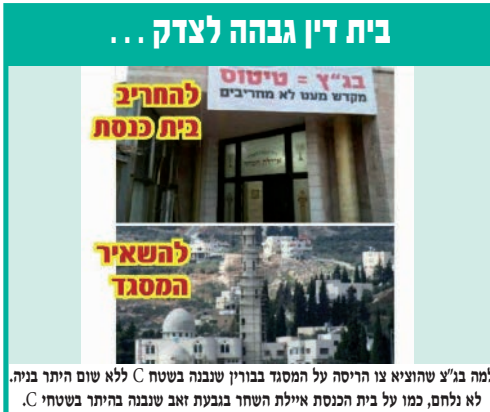 בית דין גבהה לצדק ...
בג"ץ = טיטוס
מקדש מעט לא מחריבים
להחריב
בית כנסת
איילת השחר
להשאיר
המסגד
למה בג"צ שהוציא צו הריסה על המסגד בבורין שנבנה בשטח C ללא שום היתר בניה.
לא נלחם, כמו על בית הכנסת איילת השחר בגבעת זאב שנבנה בהיתר בשטחי C.